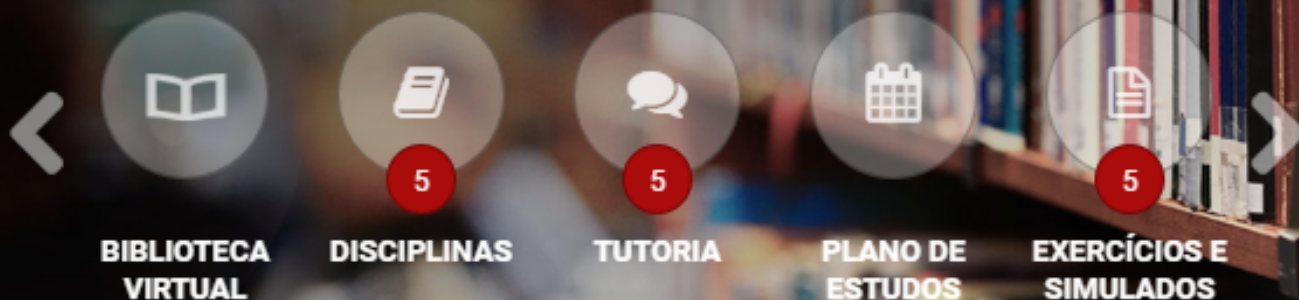 5
5
5
BIBLIOTECA
VIRTUAL
DISCIPLINAS
TUTORIA
PLANO DE
ESTUDOS
EXERCÍCIOS E
SIMULADOS